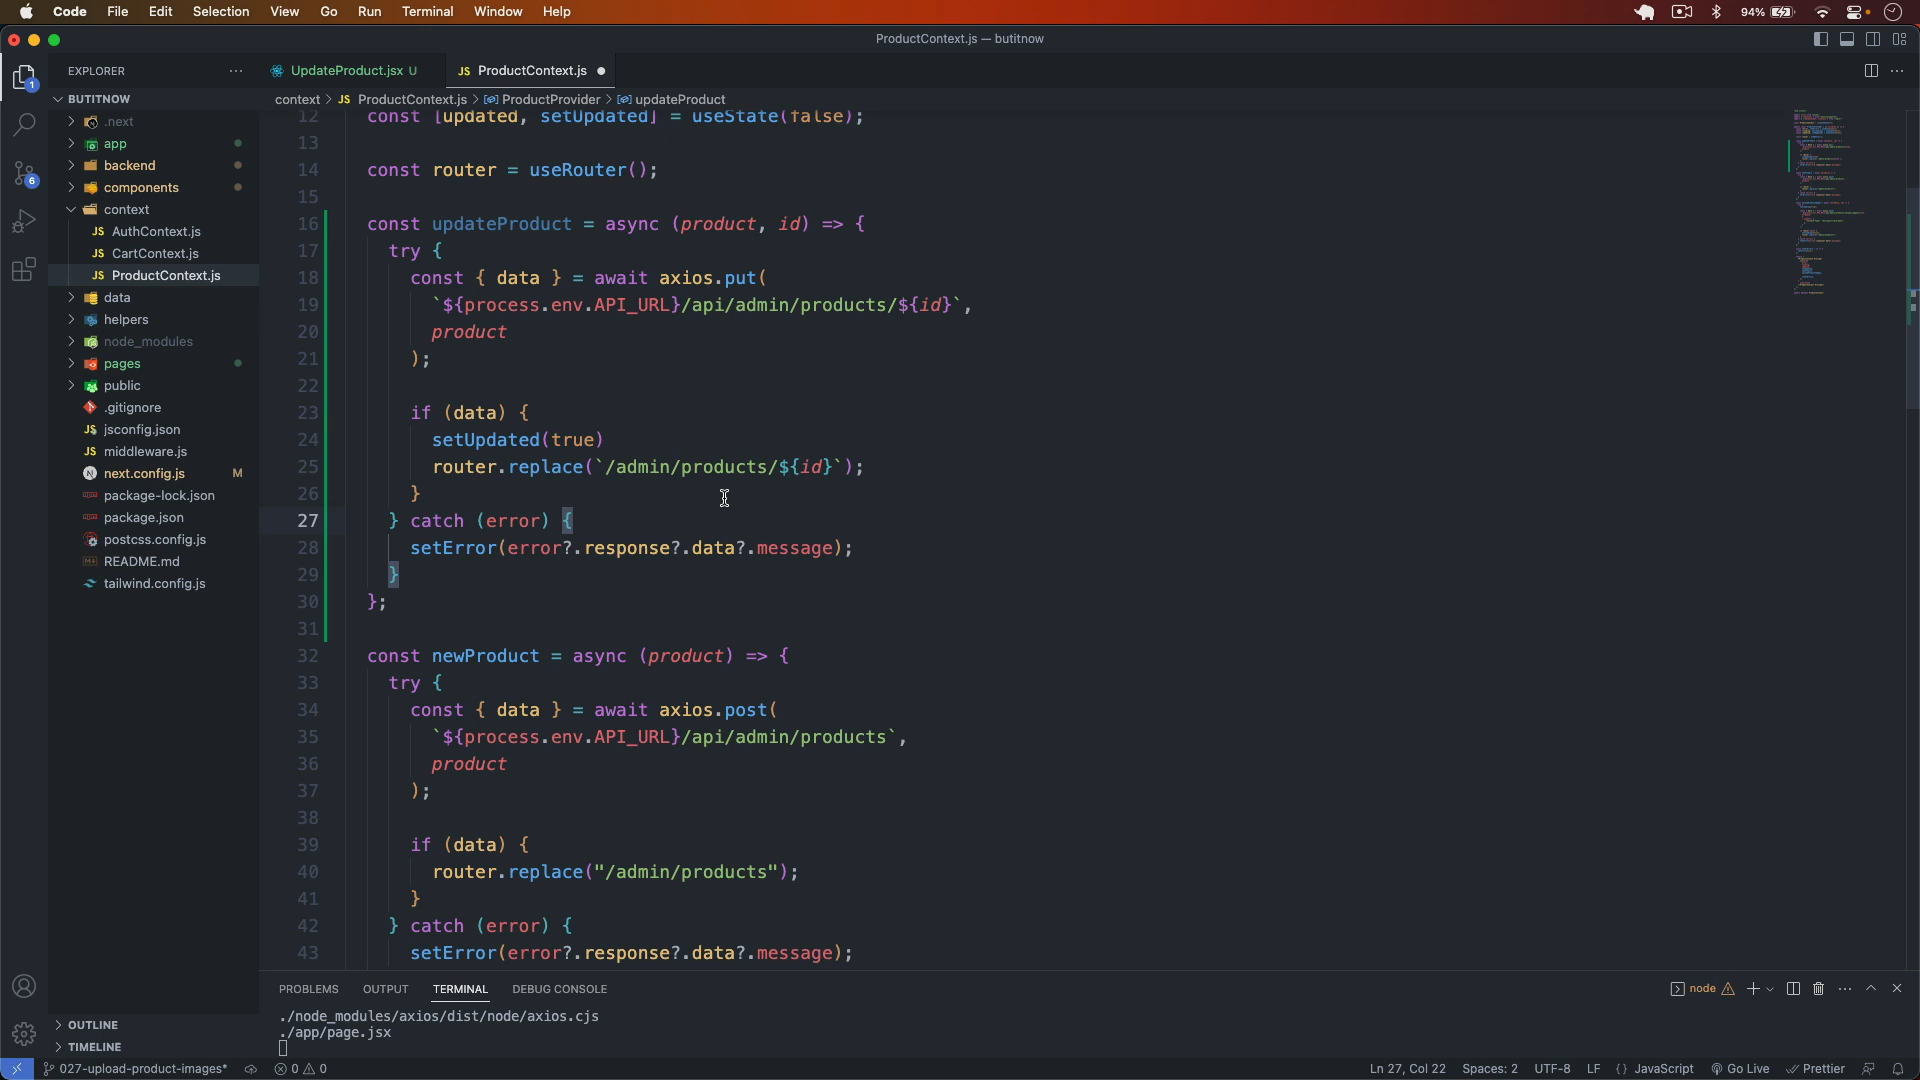 Code File Edit Selection View Go Run Terminal Window Help 94%
ProductContext.js — butitnow
EXPLORER
UpdateProduct.jsx U
JS ProductContext.js
BUTITNOW
context > JS ProductContext.js > ProductProvider > updateProduct
.next
app
backend
components
context
JS AuthContext.js
JS CartContext.js
JS ProductContext.js
data
helpers
node_modules
pages
public
.gitignore
JS jsconfig.json
JS middleware.js
next.config.js M
package-lock.json
package.json
postcss.config.js
README.md
tailwind.config.js
OUTLINE
TIMELINE
1
6
12 const [updated, setUpdated] = useState(false);
13
14 const router = useRouter();
15
16 const updateProduct = async (product, id) => {
17 try {
18 const { data } = await axios.put(
19 `${process.env.API_URL}/api/admin/products/${id}`,
20 product
21 );
22
23 if (data) {
24 setUpdated(true)
25 router.replace(`/admin/products/${id}`);
26 }
27 } catch (error) {
28 setError(error?.response?.data?.message);
29 }
30 };
31
32 const newProduct = async (product) => {
33 try {
34 const { data } = await axios.post(
35 `${process.env.API_URL}/api/admin/products`,
36 product
37 );
38
39 if (data) {
40 router.replace("/admin/products");
41 }
42 } catch (error) {
43 setError(error?.response?.data?.message);
PROBLEMS OUTPUT TERMINAL DEBUG CONSOLE
node
./node_modules/axios/dist/node/axios.cjs
./app/page.jsx
027-upload-product-images* 0 0
Ln 27, Col 22 Spaces: 2 UTF-8 LF {} JavaScript Go Live Prettier